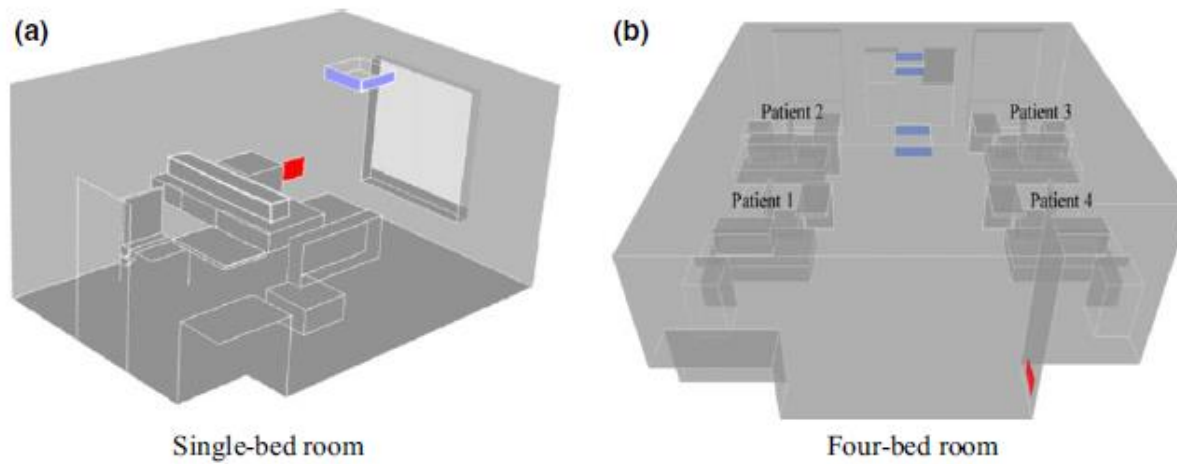 (a)
(b)
Patient 2
Patient 3
Patient 1
Patient 4
Single-bed room
Four-bed room